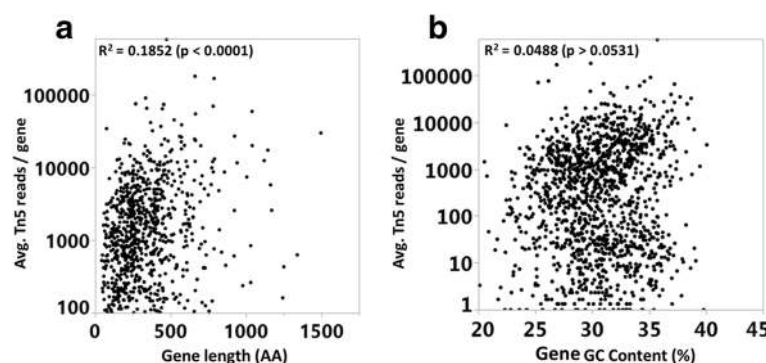 a
R² = 0.1852 (p < 0.0001)
Avg. Tn5 reads / gene
100000
10000
1000
100
0
500
1000
1500
Gene length (AA)
b
R² = 0.0488 (p > 0.0531)
Avg. Tn5 reads / gene
100000
10000
1000
100
10
1
20
25
30
35
40
45
Gene GC Content (%)